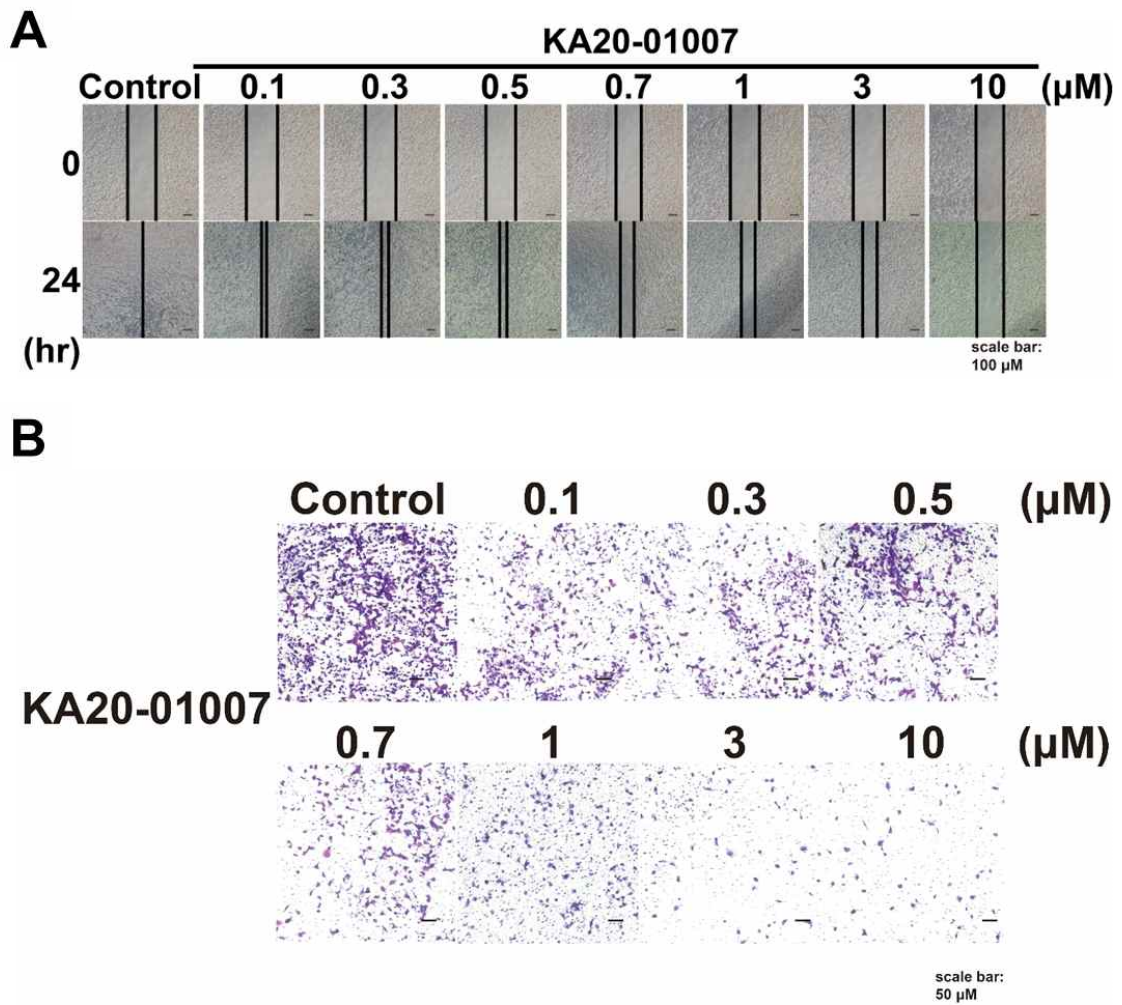 A
KA20-01007
Control 0.1 0.3 0.5 0.7 1 3 10 (µM)
0
24
(hr)
scale bar:
100 µM
B
Control 0.1 0.3 0.5 (µM)
KA20-01007
0.7 1 3 10 (µM)
scale bar:
50 µM